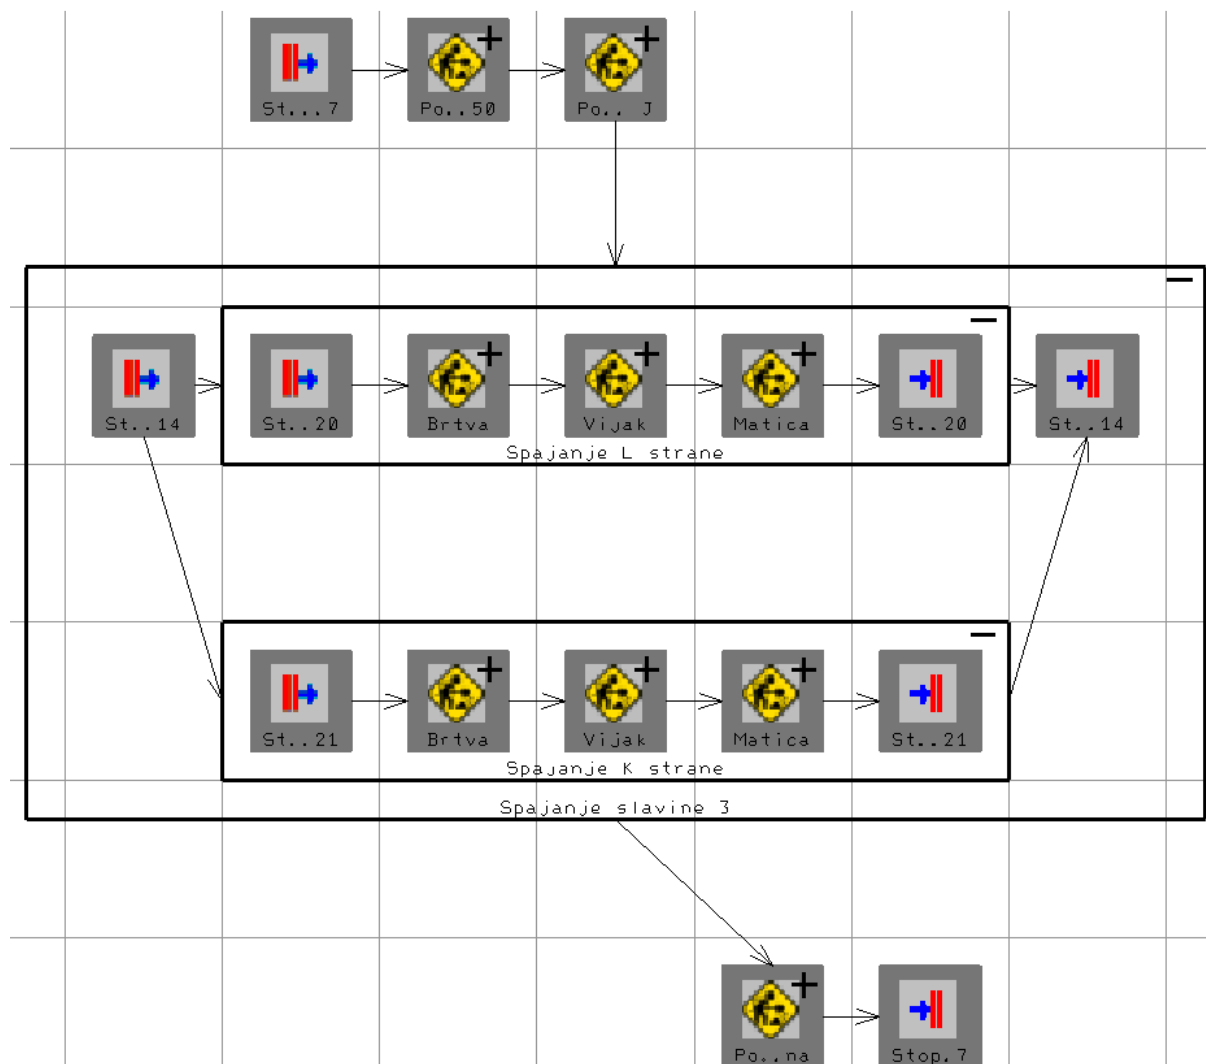 St...7 Po..50 Po.. J
St..14 St..20 Brtva Vijak Matica St..20 St..14
Spajanje L strane
St..21 Brtva Vijak Matica St..21
Spajanje K strane
Spajanje slavine 3
Po..na Stop.7